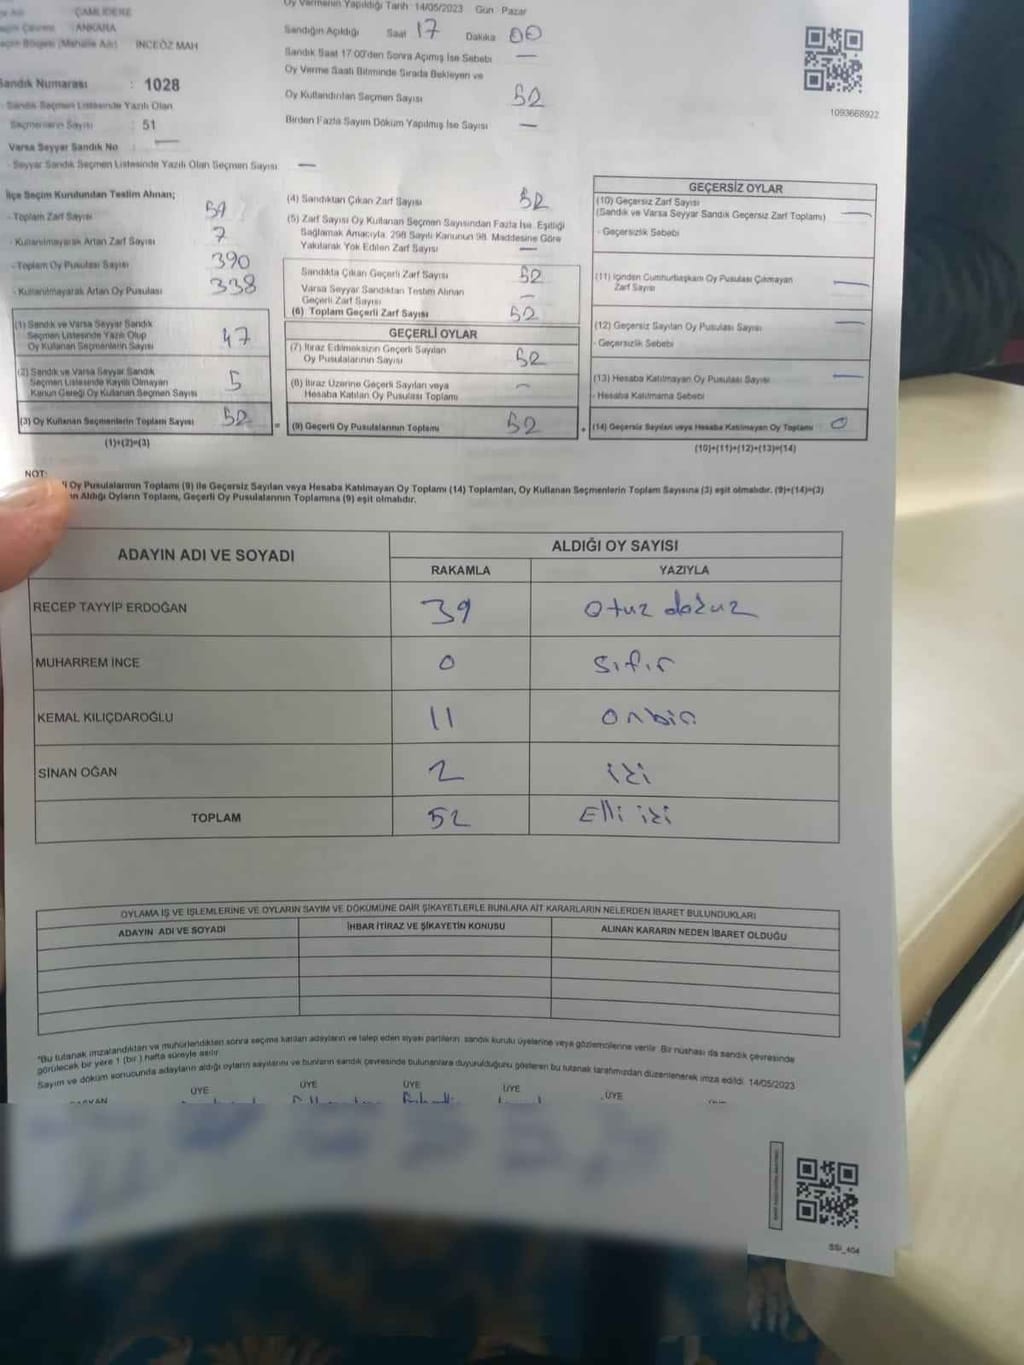 ÇAMLIDERE
ANKARA
İNCEÖZ MAH
Sandık Numarası : 1028
Sandık Seçmen Listesinde Yazılı Olan
Seçmenlerin Sayısı : 51
Varsa Seyyar Sandık No
- Seyyar Sandık Seçmen Listesinde Yazılı Olan Seçmen Sayısı —
Oy Vermenin Yapıldığı Tarih :14/05/2023 Gün : Pazar
Sandığın Açıldığı Saat 17 Dakika 00
Sandık Saat 17:00'den Sonra Açımış İse Sebebi —
Oy Verme Saati Bitiminde Sırada Bekleyen ve
Oy Kullandırılan Seçmen Sayısı 52
Birden Fazla Sayım Döküm Yapılmış İse Sayısı —
1093668922
İlçe Seçim Kurulundan Teslim Alınan;
- Toplam Zarf Sayısı
- Kullanılmayarak Artan Zarf Sayısı 7
- Toplam Oy Pusulası Sayısı 390
- Kullanılmayarak Artan Oy Pusulası 338
(1) Sandık ve Varsa Seyyar Sandık
Seçmen Listesinde Yazılı Olup
Oy Kullanan Seçmenlerin Sayısı 47
(2) Sandık ve Varsa Seyyar Sandık
Seçmen Listesinde Kayıtlı Olmayan
Kanun Gereği Oy Kullanan Seçmen Sayısı 5
(3) Oy Kullanan Seçmenlerin Toplam Sayısı 52
(1)+(2)=(3)
(4) Sandıktan Çıkan Zarf Sayısı 52
(5) Zarf Sayısı Oy Kullanan Seçmen Sayısından Fazla İse, Eşitliği
Sağlamak Amacıyla; 298 Sayılı Kanunun 98. Maddesine Göre
Yakılarak Yok Edilen Zarf Sayısı —
Sandıkta Çıkan Geçerli Zarf Sayısı 52
Varsa Seyyar Sandıktan Teslim Alınan
Geçerli Zarf Sayısı —
(6) Toplam Geçerli Zarf Sayısı 52
GEÇERLİ OYLAR
(7) İtiraz Edilmeksizin Geçerli Sayılan
Oy Pusulalarının Sayısı 52
(8) İtiraz Üzerine Geçerli Sayılan veya
Hesaba Katılan Oy Pusulası Toplamı —
(9) Geçerli Oy Pusulalarının Toplamı 52
GEÇERSİZ OYLAR
(10) Geçersiz Zarf Sayısı
(Sandık ve Varsa Seyyar Sandık Geçersiz Zarf Toplamı) —
- Geçersizlik Sebebi
(11) İçinden Cumhurbaşkanı Oy Pusulası Çıkmayan
Zarf Sayısı —
(12) Geçersiz Sayılan Oy Pusulası Sayısı —
- Geçersizlik Sebebi
(13) Hesaba Katılmayan Oy Pusulası Sayısı —
- Hesaba Katılmama Sebebi
(14) Geçersiz Sayılan veya Hesaba Katılmayan Oy Toplamı 0
(10)+(11)+(12)+(13)=(14)
NOT:
Oy Pusulalarının Toplamı (9) ile Geçersiz Sayılan veya Hesaba Katılmayan Oy Toplamı (14) Toplamları, Oy Kullanan Seçmenlerin Toplam Sayısına (3) eşit olmalıdır. (9)+(14)=(3)
n Aldığı Oyların Toplamı, Geçerli Oy Pusulalarının Toplamına (9) eşit olmalıdır.
ADAYIN ADI VE SOYADI
ALDIĞI OY SAYISI
RAKAMLA YAZIYLA
RECEP TAYYİP ERDOĞAN 39 Otuz dokuz
MUHARREM İNCE 0 sıfır
KEMAL KILIÇDAROĞLU 11 onbir
SİNAN OĞAN 2 iki
TOPLAM 52 Elli iki
OYLAMA İŞ VE İŞLEMLERİNE VE OYLARIN SAYIM VE DÖKÜMÜNE DAİR ŞİKAYETLERLE BUNLARA AİT KARARLARIN NELERDEN İBARET BULUNDUKLARI
ADAYIN ADI VE SOYADI İHBAR İTİRAZ VE ŞİKAYETİN KONUSU ALINAN KARARIN NEDEN İBARET OLDUĞU
"Bu tutanak imzalandıktan ve mühürlendikten sonra seçime katılan adayların ve talep eden siyasi partilerin sandık kurulu üyelerine veya gözlemcilerine verilir. Bir nüshası da sandık çevresinde
görülecek bir yere 1 (bir) hafta süreyle asılır.
Sayım ve döküm sonucunda adayların aldığı oyların sayılarını ve bunların sandık çevresinde bulunanlara duyurulduğunu gösteren bu tutanak tarafımızdan düzenlenerek imza edildi. 14/05/2023
ÜYE ÜYE ÜYE ÜYE ÜYE
SSİ_404